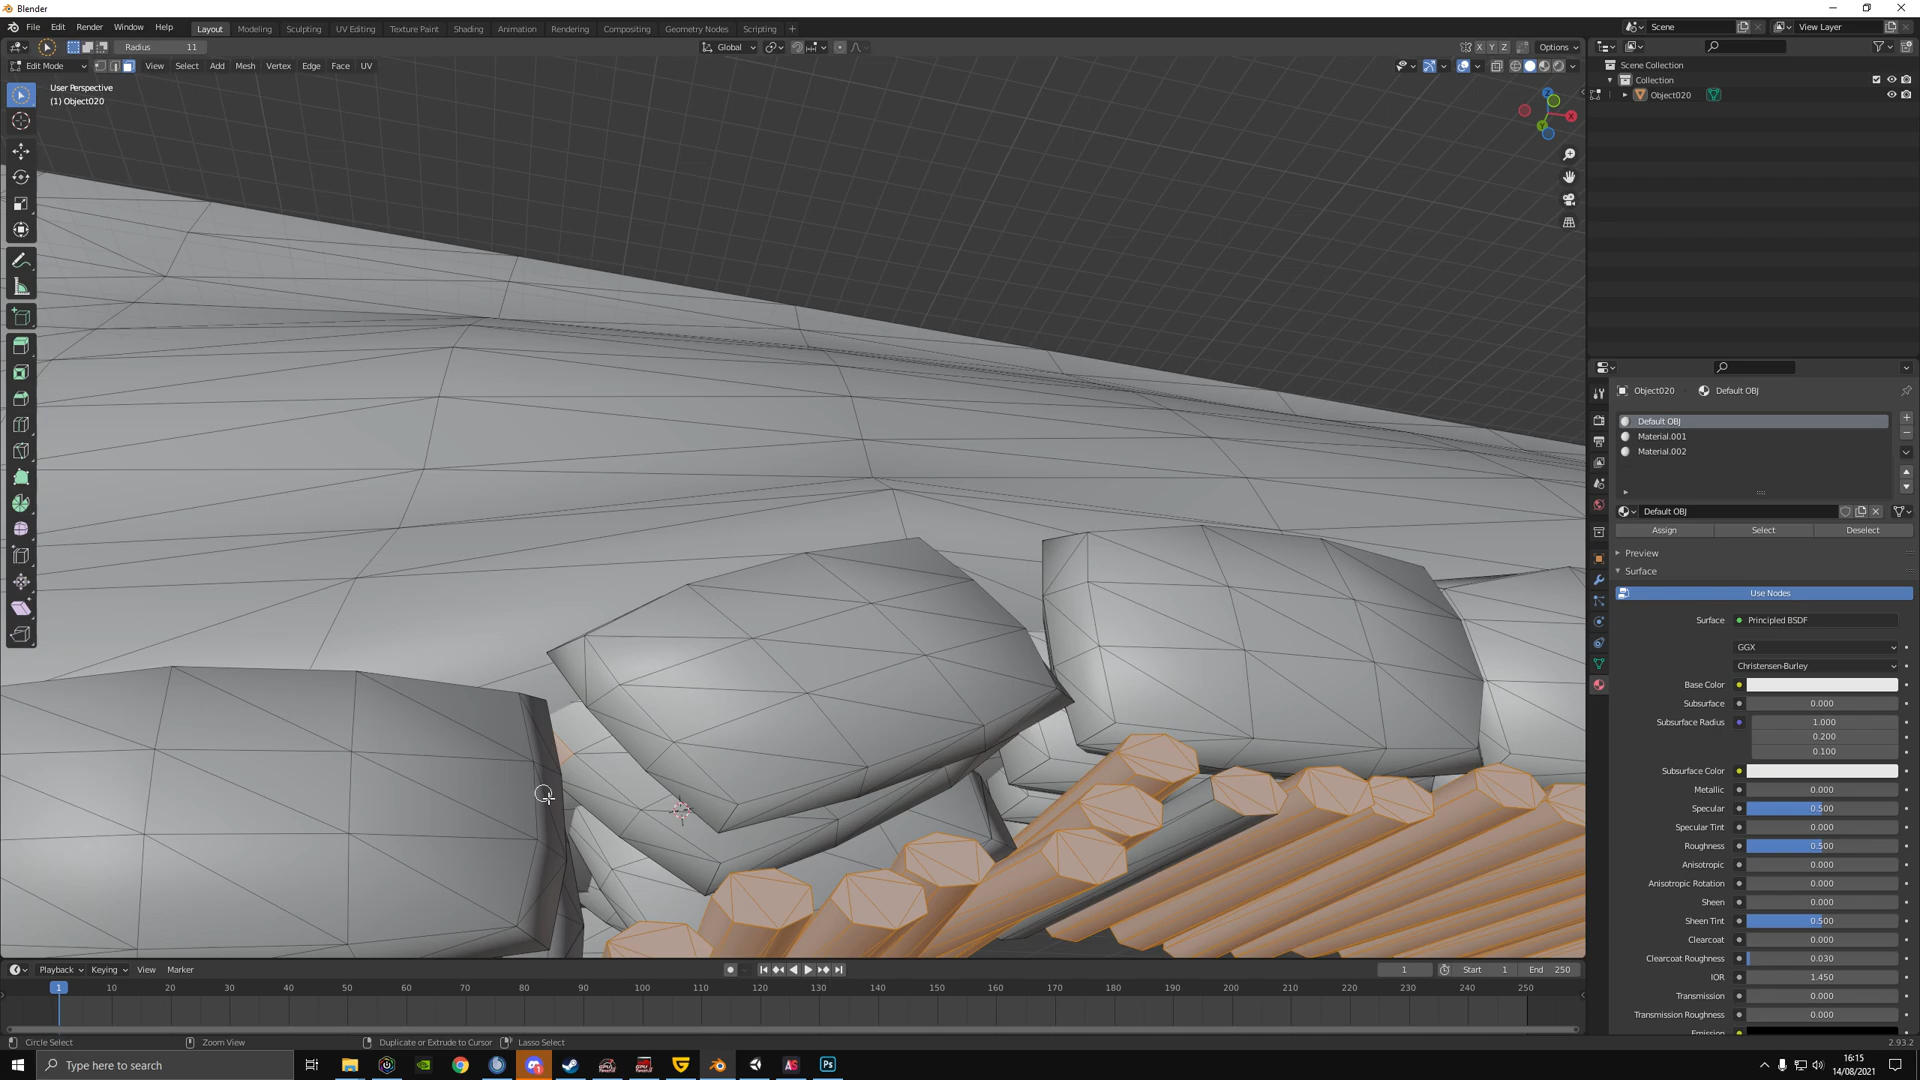 Blender
File Edit Render Window Help
Layout Modeling Sculpting UV Editing Texture Paint Shading Animation Rendering Compositing Geometry Nodes Scripting +
Scene View Layer
Radius 11
Global
X Y Z Options
Edit Mode View Select Add Mesh Vertex Edge Face UV
User Perspective
(1) Object020
Z
X
Y
Scene Collection
Collection
Object020
Object020 Default OBJ
Default OBJ
Material.001
Material.002
Default OBJ
Assign Select Deselect
Preview
Surface
Use Nodes
Surface Principled BSDF
GGX
Christensen-Burley
Base Color
Subsurface 0.000
Subsurface Radius 1.000
0.200
0.100
Subsurface Color
Metallic 0.000
Specular 0.500
Specular Tint 0.000
Roughness 0.500
Anisotropic 0.000
Anisotropic Rotation 0.000
Sheen 0.000
Sheen Tint 0.500
Clearcoat 0.000
Clearcoat Roughness 0.030
IOR 1.450
Transmission 0.000
Transmission Roughness 0.000
Emission
Playback Keying View Marker
1 Start 1 End 250
1 10 20 30 40 50 60 70 80 90 100 110 120 130 140 150 160 170 180 190 200 210 220 230 240 250
Circle Select Zoom View Duplicate or Extrude to Cursor Lasso Select 2.93.2
Type here to search
AS
Ps
16:15
14/08/2021